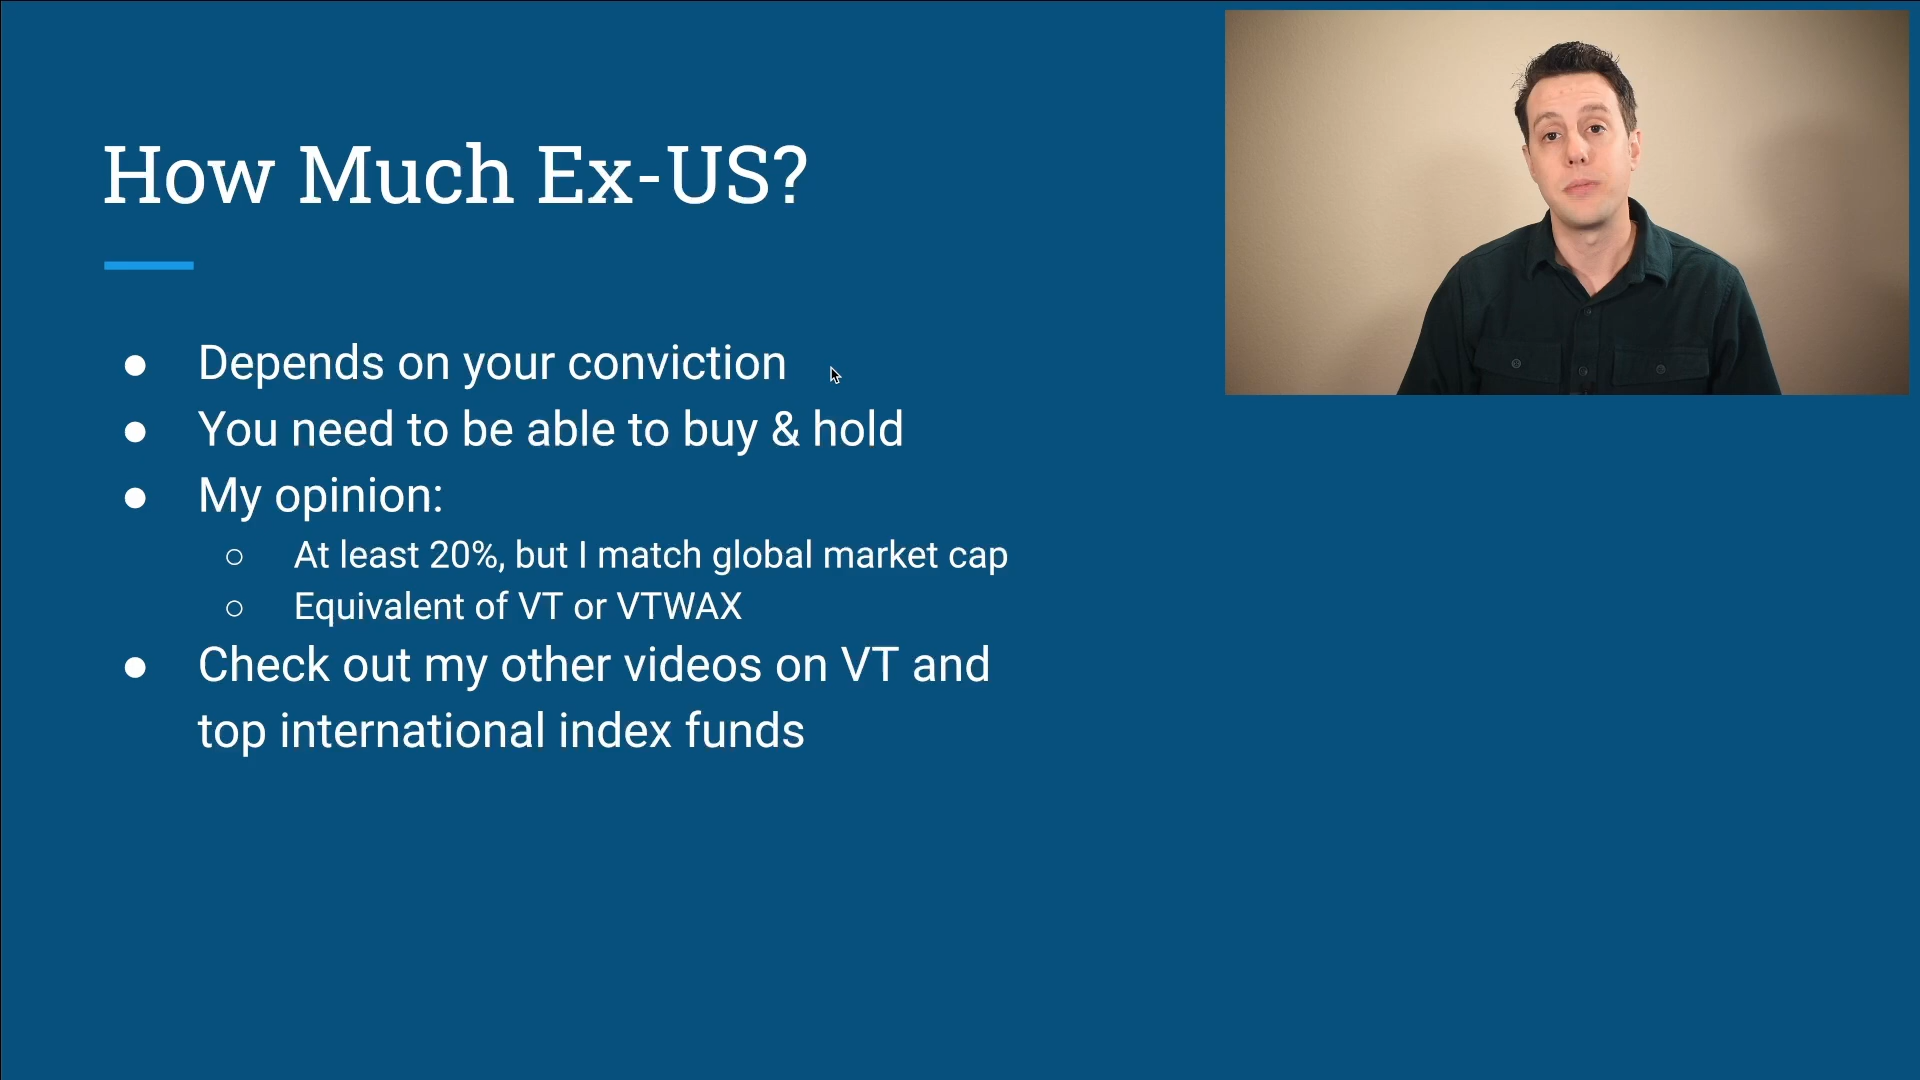 How Much Ex-US?
● Depends on your conviction
● You need to be able to buy & hold
● My opinion:
○ At least 20%, but I match global market cap
○ Equivalent of VT or VTWAX
● Check out my other videos on VT and
top international index funds